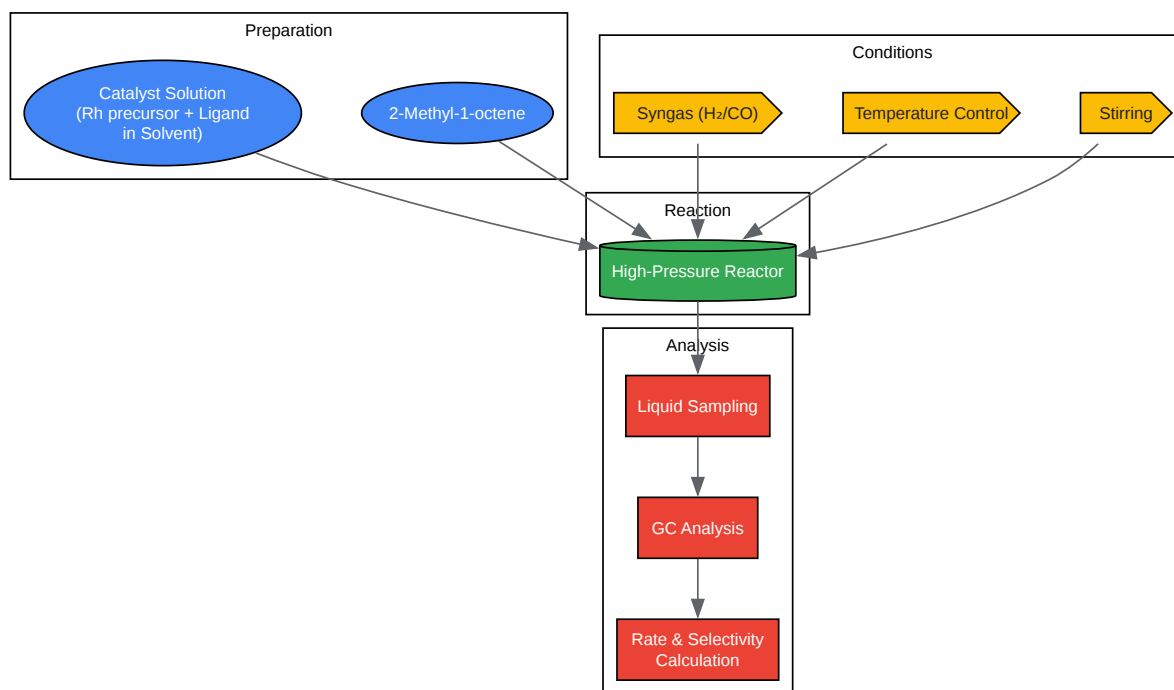 Preparation
Catalyst Solution
(Rh precursor + Ligand
in Solvent)
2-Methyl-1-octene
Conditions
Syngas (H₂/CO)
Temperature Control
Stirring
Reaction
High-Pressure Reactor
Analysis
Liquid Sampling
GC Analysis
Rate & Selectivity
Calculation